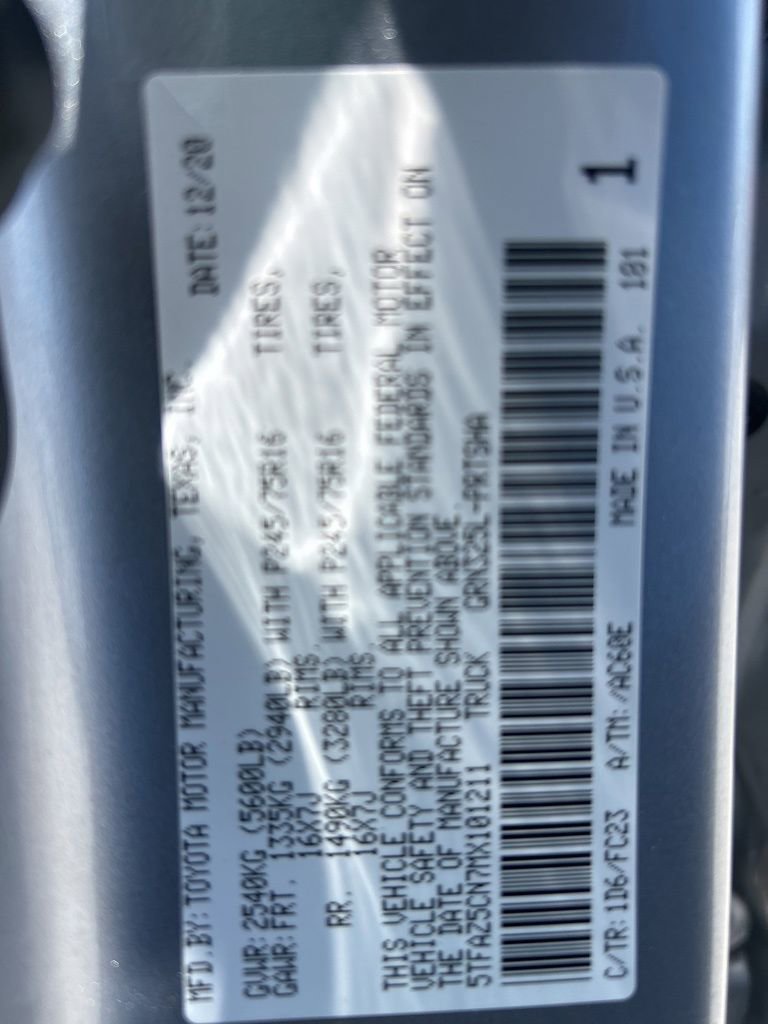 MFD.BY:TOYOTA MOTOR MANUFACTURING, TEXAS, INC. DATE:12/20
GVWR:2540KG (5600LB)
GAWR:FRT. 1335KG (2940LB) WITH P245/75R16 TIRES,
16X7J RIMS.
RR. 1490KG (3280LB) WITH P245/75R16 TIRES,
16X7J RIMS.
THIS VEHICLE CONFORMS TO ALL APPLICABLE FEDERAL MOTOR
VEHICLE SAFETY AND THEFT PREVENTION STANDARDS IN EFFECT ON
THE DATE OF MANUFACTURE SHOWN ABOVE.
5TFAZ5CN7MX101211 TRUCK GRN325L-PRTSHA
1
C/TR:1D6/FC23 A/TM:/AC60E MADE IN U.S.A. 101